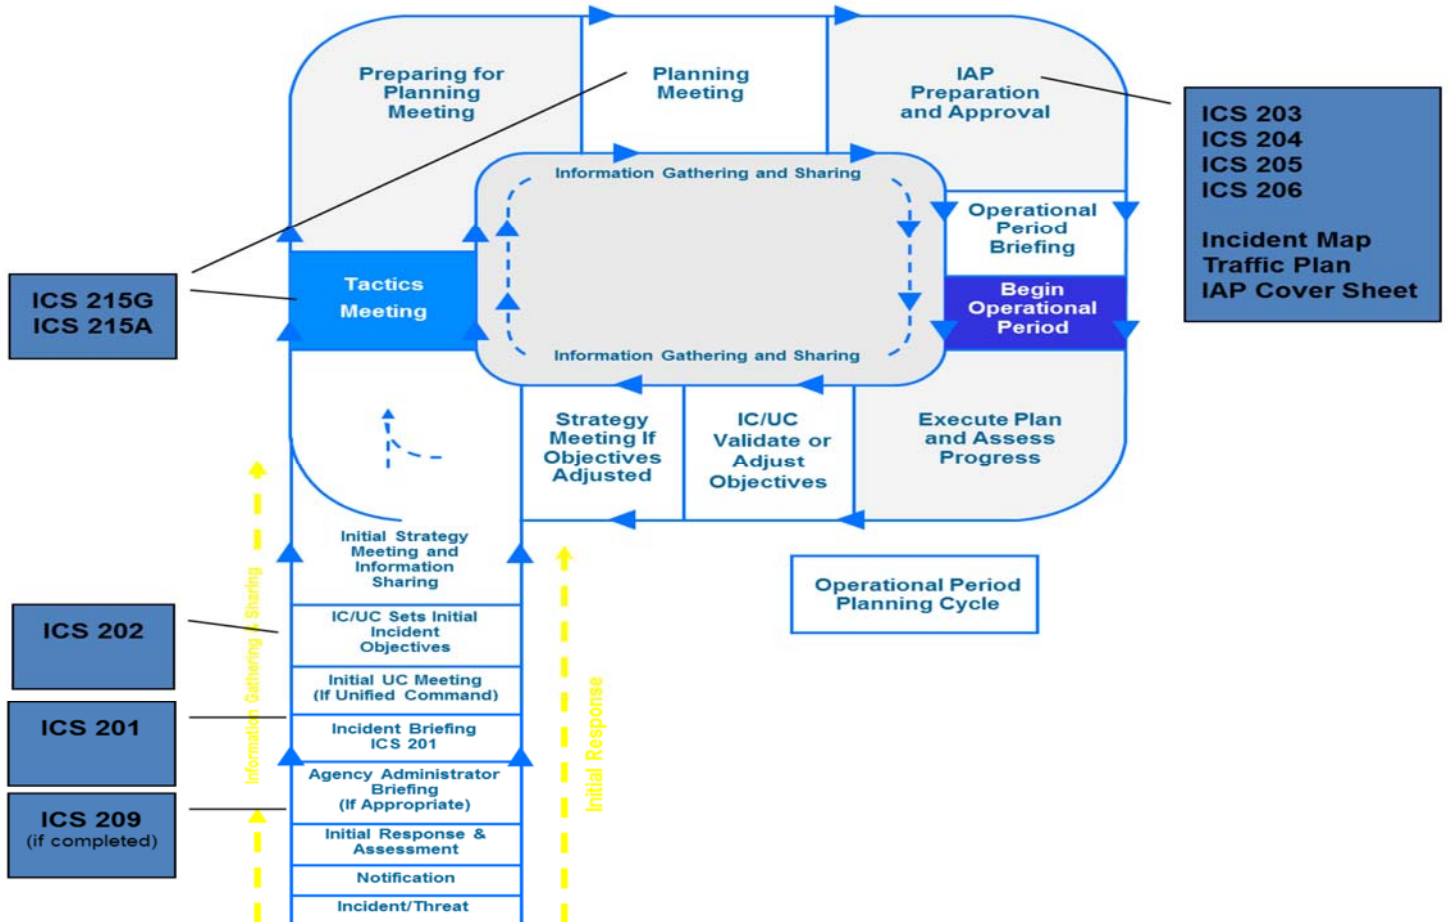 Preparing for
Planning
Meeting
Planning
Meeting
IAP
Preparation
and Approval
ICS 203
ICS 204
ICS 205
ICS 206
Incident Map
Traffic Plan
IAP Cover Sheet
Information Gathering and Sharing
Operational
Period
Briefing
ICS 215G
ICS 215A
Tactics
Meeting
Begin
Operational
Period
Information Gathering and Sharing
Strategy
Meeting If
Objectives
Adjusted
IC/UC
Validate or
Adjust
Objectives
Execute Plan
and Assess
Progress
Initial Strategy
Meeting and
Information
Sharing
Operational Period
Planning Cycle
ICS 202
IC/UC Sets Initial
Incident
Objectives
Initial UC Meeting
(If Unified Command)
ICS 201
Incident Briefing
ICS 201
Agency Administrator
Briefing
(If Appropriate)
ICS 209
(if completed)
Initial Response &
Assessment
Notification
Incident/Threat
Information Gathering & Sharing
Initial Response